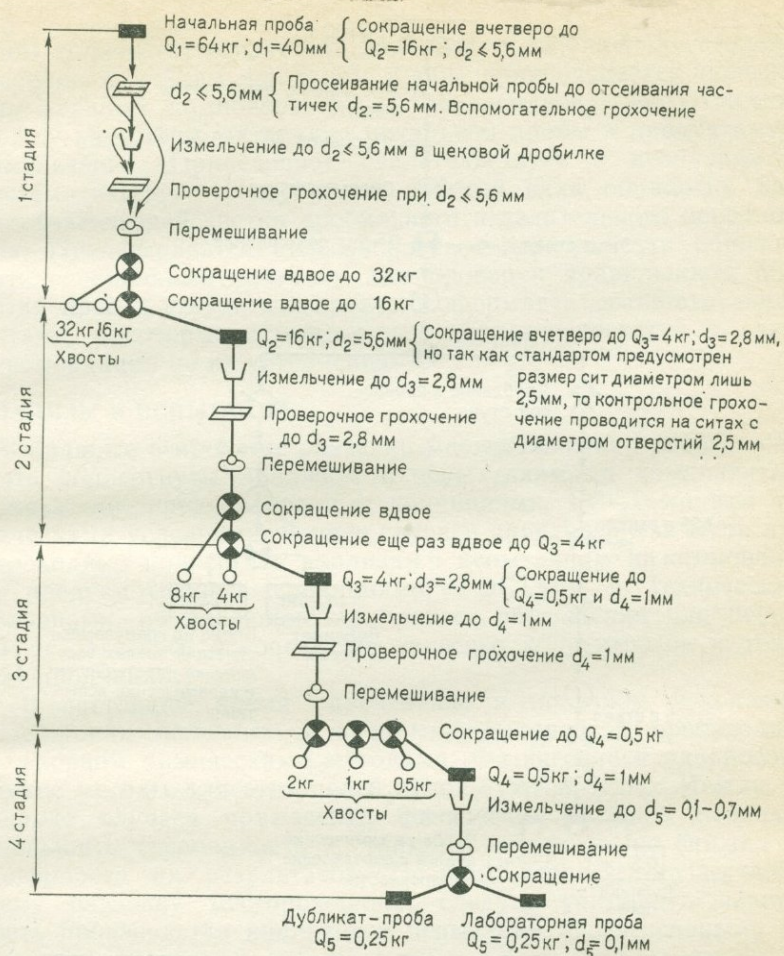 Начальная проба
Q₁=64кг; d₁=40мм { Сокращение вчетверо до
Q₂=16кг; d₂⩽5,6мм
d₂⩽5,6мм { Просеивание начальной пробы до отсеивания час-
тичек d₂=5,6мм. Вспомогательное грохочение
Измельчение до d₂⩽5,6мм в щековой дробилке
Проверочное грохочение при d₂⩽5,6мм
Перемешивание
Сокращение вдвое до 32кг
Сокращение вдвое до 16кг
1 стадия
32кг 16кг
Хвосты
Q₂=16кг; d₂=5,6мм { Сокращение вчетверо до Q₃=4кг; d₃=2,8мм,
но так как стандартом предусмотрен
размер сит диаметром лишь
2,5мм, то контрольное грохо-
чение проводится на ситах с
диаметром отверстий 2,5мм
Измельчение до d₃=2,8мм
Проверочное грохочение
до d₃=2,8мм
Перемешивание
Сокращение вдвое
Сокращение еще раз вдвое до Q₃=4кг
2 стадия
8кг 4кг
Хвосты
Q₃=4кг; d₃=2,8мм { Сокращение до
Q₄=0,5кг и d₄=1мм
Измельчение до d₄=1мм
Проверочное грохочение d₄=1мм
Перемешивание
Сокращение до Q₄=0,5кг
3 стадия
2кг 1кг 0,5кг
Хвосты
Q₄=0,5кг; d₄=1мм
Измельчение до d₅=0,1–0,7мм
Перемешивание
Сокращение
4 стадия
Дубликат-проба
Q₅=0,25кг
Лабораторная проба
Q₅=0,25кг; d₅=0,1мм